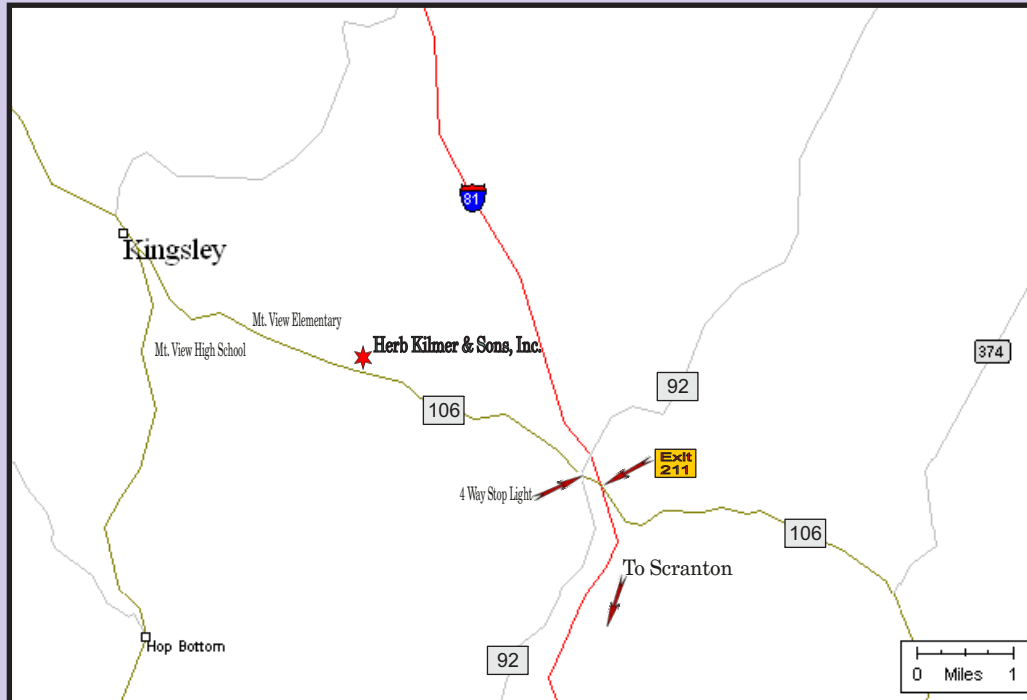 81
Kingsley
Mt. View Elementary
Mt. View High School
Herb Kilmer & Sons, Inc.
374
92
106
Exit
211
4 Way Stop Light
106
To Scranton
Hop Bottom
92
0 Miles 1